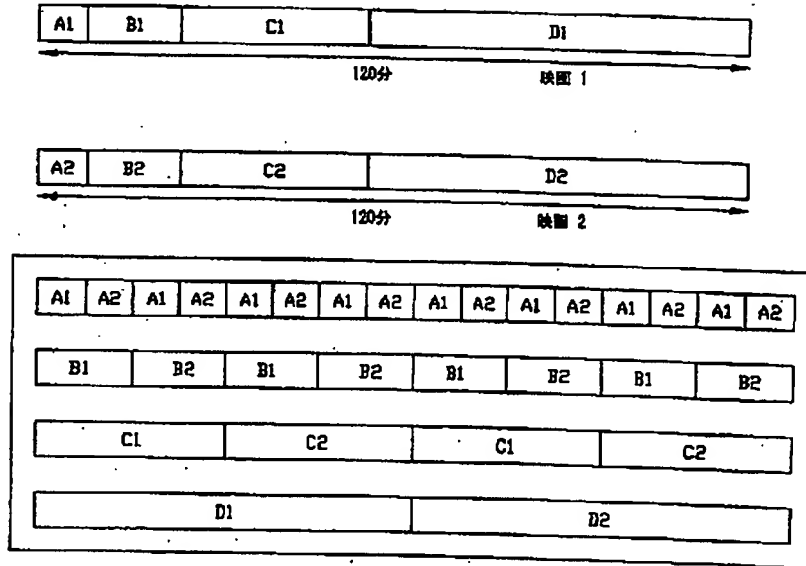 A1 B1 C1 D1
120分 映画 1
A2 B2 C2 D2
120分 映画 2
A1 A2 A1 A2 A1 A2 A1 A2 A1 A2 A1 A2 A1 A2 A1 A2
B1 B2 B1 B2 B1 B2 B1 B2
C1 C2 C1 C2
D1 D2